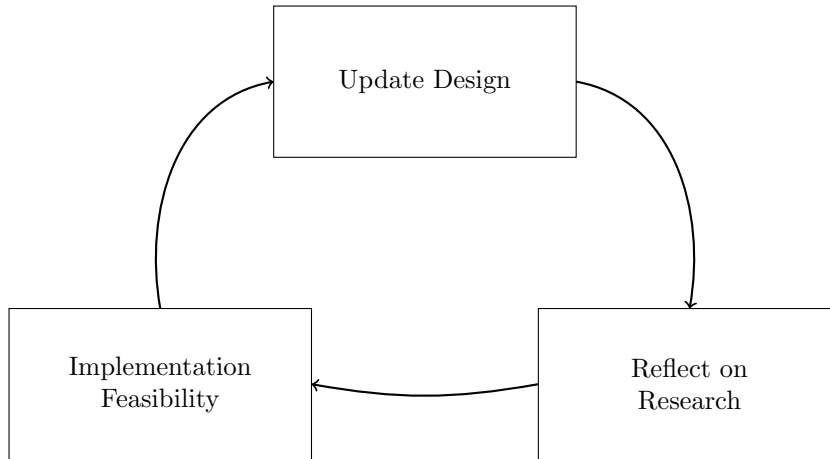 Update Design
Implementation
Feasibility
Reflect on
Research